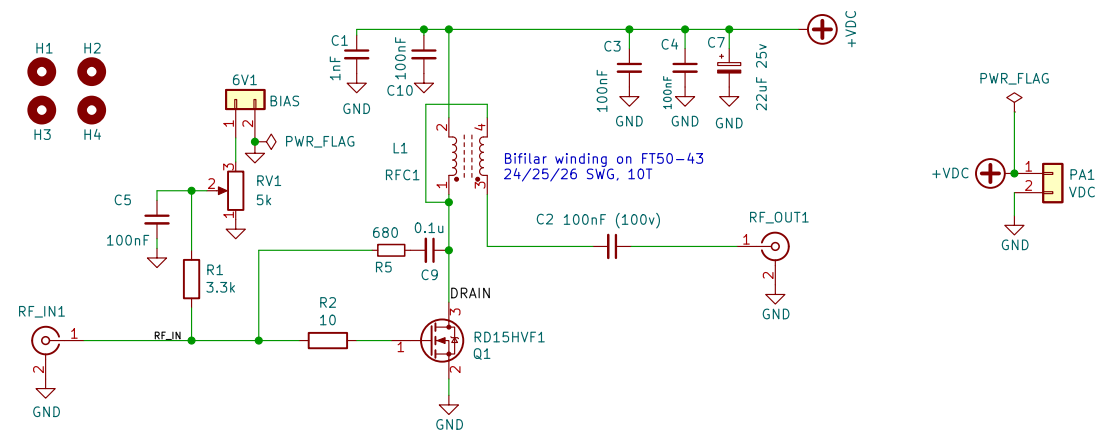 H1
H2
H3
H4
6V1
BIAS
1
2
PWR_FLAG
3
2
RV1
5k
1
C5
100nF
R1
3.3k
RF_IN1
1
2
GND
RF_IN
R2
10
680
R5
0.1u
C9
DRAIN
3
1
2
RD15HVF1
Q1
GND
C1
1nF
GND
100nF
C10
L1
RFC1
2
4
1
3
Bifilar winding on FT50-43
24/25/26 SWG, 10T
C2 100nF (100v)
RF_OUT1
1
2
GND
C3
100nF
GND
C4
100nF
GND
C7
+
22uF 25v
GND
+VDC
PWR_FLAG
+VDC
1
2
PA1
VDC
GND